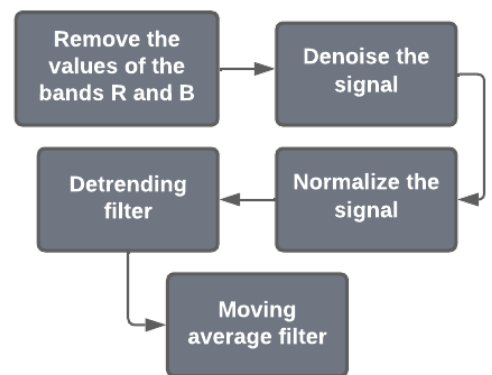 Remove the
values of the
bands R and B
Denoise the
signal
Normalize the
signal
Detrending
filter
Moving
average filter